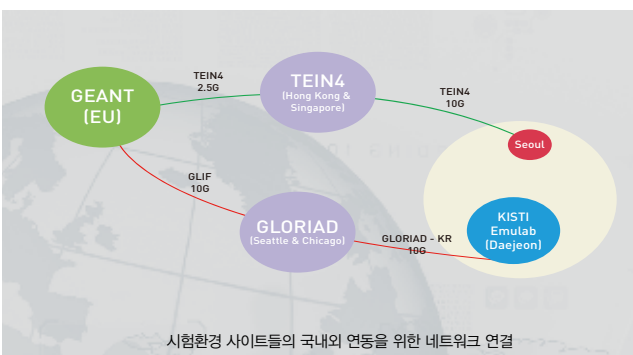 TEIN4
2.5G
GEANT
(EU)
TEIN4
(Hong Kong &
Singapore)
TEIN4
10G
Seoul
GLIF
10G
GLORIAD
(Seattle & Chicago)
GLORIAD - KR
10G
KISTI
Emulab
(Daejeon)
시험환경 사이트들의 국내외 연동을 위한 네트워크 연결